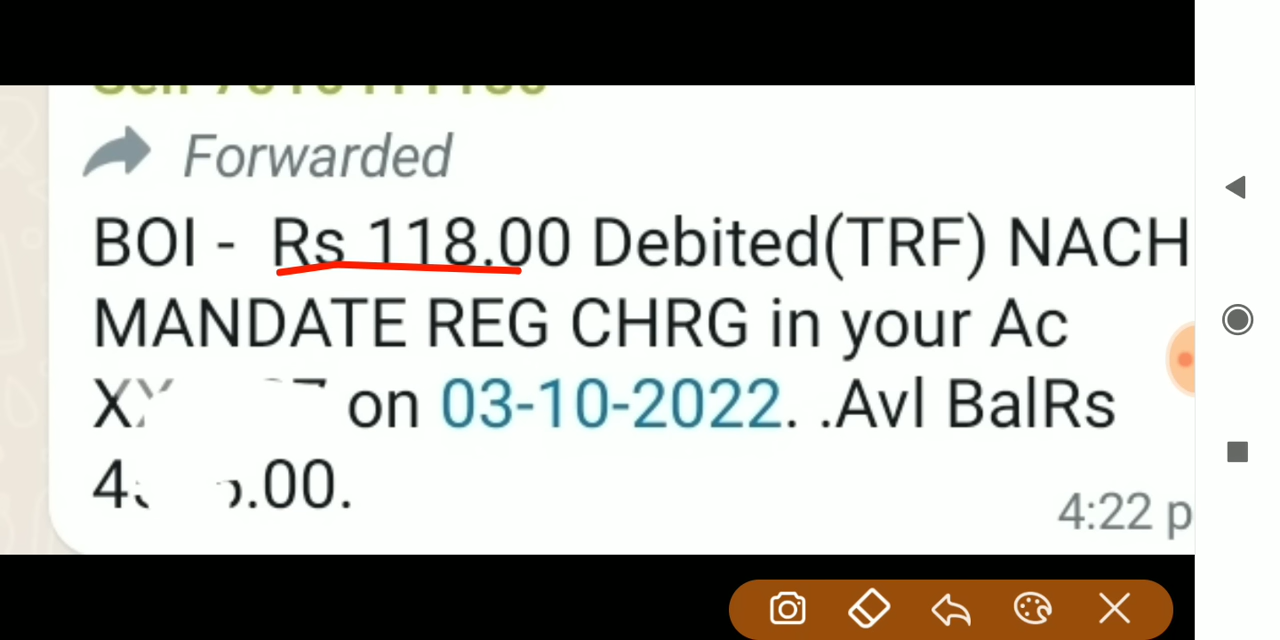 Forwarded
BOI - Rs 118.00 Debited(TRF) NACH
MANDATE REG CHRG in your Ac
on 03-10-2022. .Avl BalRs
.00.
4:22 p